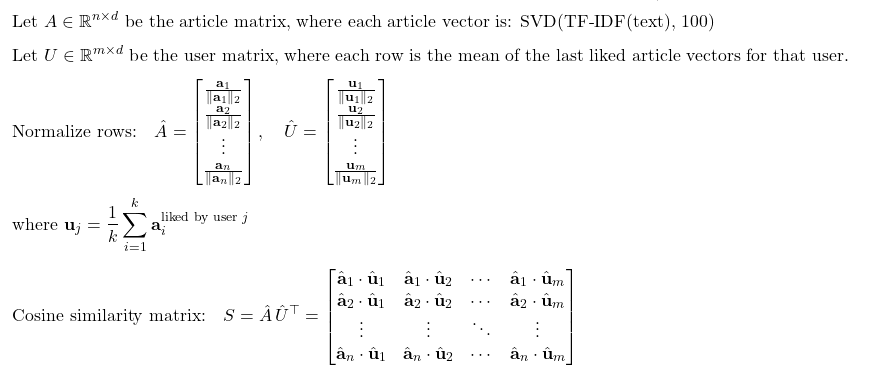 Let $A \in \mathbb{R}^{n \times d}$ be the article matrix, where each article vector is: SVD(TF-IDF(text), 100)
Let $U \in \mathbb{R}^{m \times d}$ be the user matrix, where each row is the mean of the last liked article vectors for that user.
Normalize rows: $\hat{A} = \begin{bmatrix} \frac{\mathbf{a}_1}{\|\mathbf{a}_1\|_2} \\ \frac{\mathbf{a}_2}{\|\mathbf{a}_2\|_2} \\ \vdots \\ \frac{\mathbf{a}_n}{\|\mathbf{a}_n\|_2} \end{bmatrix}, \quad \hat{U} = \begin{bmatrix} \frac{\mathbf{u}_1}{\|\mathbf{u}_1\|_2} \\ \frac{\mathbf{u}_2}{\|\mathbf{u}_2\|_2} \\ \vdots \\ \frac{\mathbf{u}_m}{\|\mathbf{u}_m\|_2} \end{bmatrix}$
where $\mathbf{u}_j = \frac{1}{k} \sum_{i=1}^{k} \mathbf{a}_i^{\text{liked by user } j}$
Cosine similarity matrix: $S = \hat{A}\,\hat{U}^\top = \begin{bmatrix} \hat{\mathbf{a}}_1 \cdot \hat{\mathbf{u}}_1 & \hat{\mathbf{a}}_1 \cdot \hat{\mathbf{u}}_2 & \cdots & \hat{\mathbf{a}}_1 \cdot \hat{\mathbf{u}}_m \\ \hat{\mathbf{a}}_2 \cdot \hat{\mathbf{u}}_1 & \hat{\mathbf{a}}_2 \cdot \hat{\mathbf{u}}_2 & \cdots & \hat{\mathbf{a}}_2 \cdot \hat{\mathbf{u}}_m \\ \vdots & \vdots & \ddots & \vdots \\ \hat{\mathbf{a}}_n \cdot \hat{\mathbf{u}}_1 & \hat{\mathbf{a}}_n \cdot \hat{\mathbf{u}}_2 & \cdots & \hat{\mathbf{a}}_n \cdot \hat{\mathbf{u}}_m \end{bmatrix}$